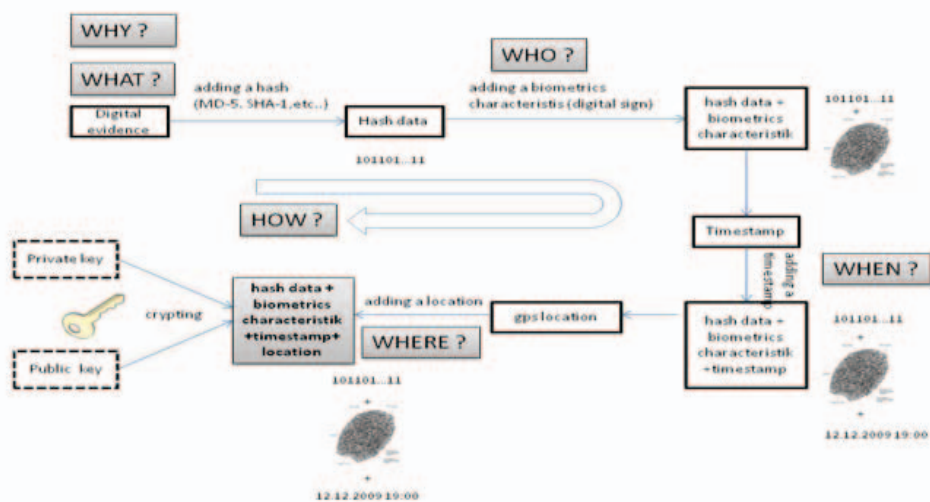 WHY ?
WHAT ?
WHO ?
adding a hash
(MD-5, SHA-1,etc..)
adding a biometrics
characteristis (digital sign)
Digital
evidence
Hash data
hash data +
biometrics
characteristik
101101...11
+
101101...11
HOW ?
Timestamp
adding a
timestamp
WHEN ?
Private key
crypting
Public key
hash data +
biometrics
characteristik
+timestamp+
location
adding a location
WHERE ?
gps location
hash data +
biometrics
characteristik
+timestamp
101101...11
+
+
12.12.2009 19:00
101101...11
+
+
12.12.2009 19:00